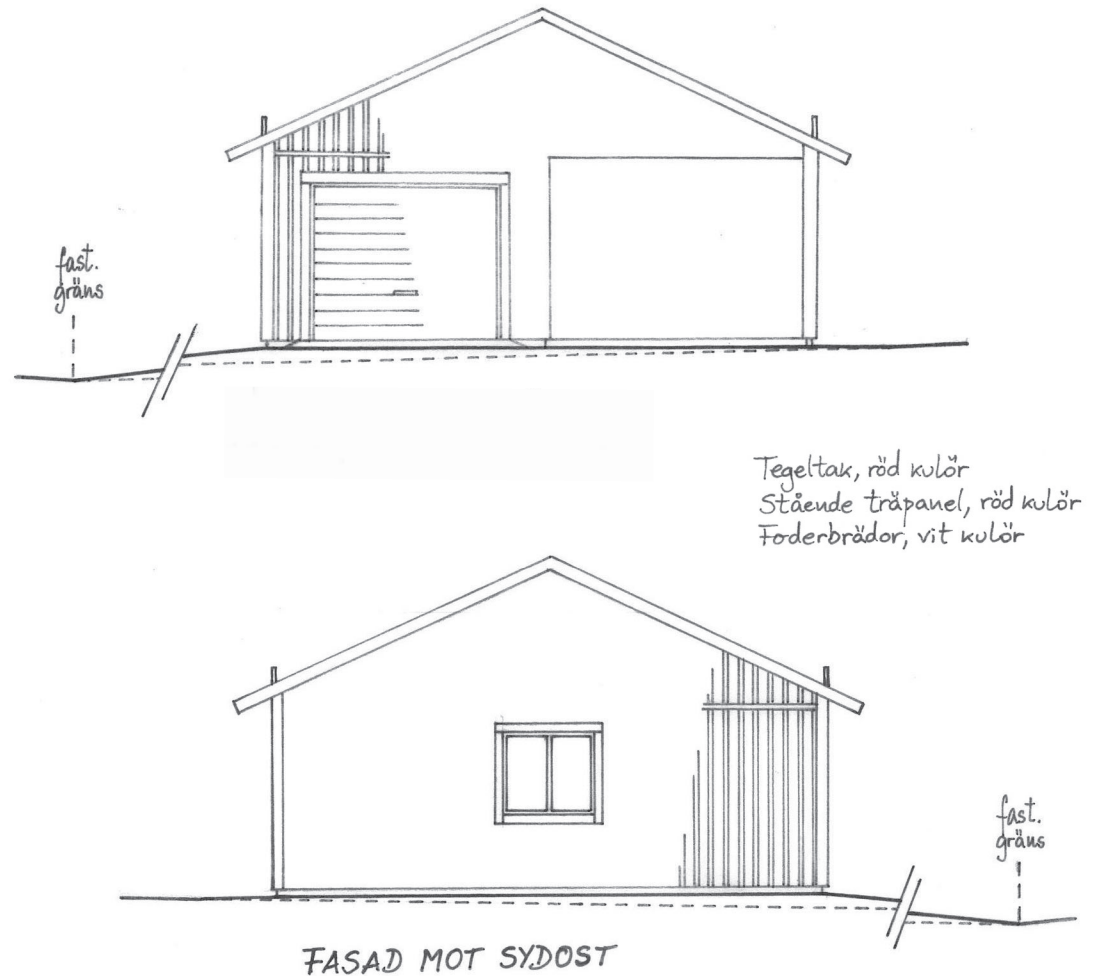 fast.
gräns
Tegeltak, röd kulör
Stående träpanel, röd kulör
Foderbrädor, vit kulör
fast.
gräns
FASAD MOT SYDOST